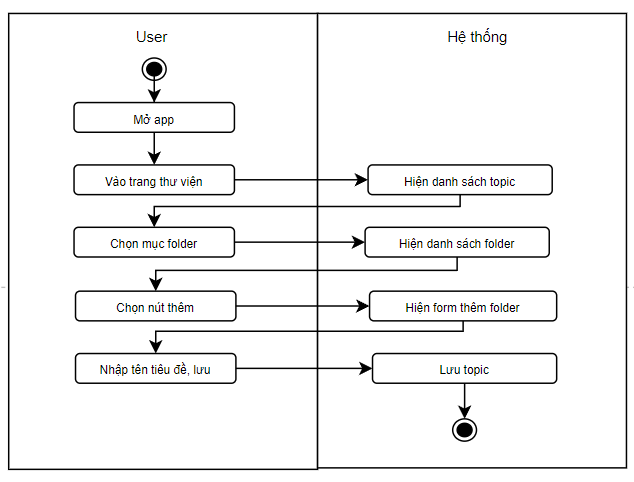 User
Hệ thống
Mở app
Vào trang thư viện
Hiện danh sách topic
Chọn mục folder
Hiện danh sách folder
Chọn nút thêm
Hiện form thêm folder
Nhập tên tiêu đề, lưu
Lưu topic